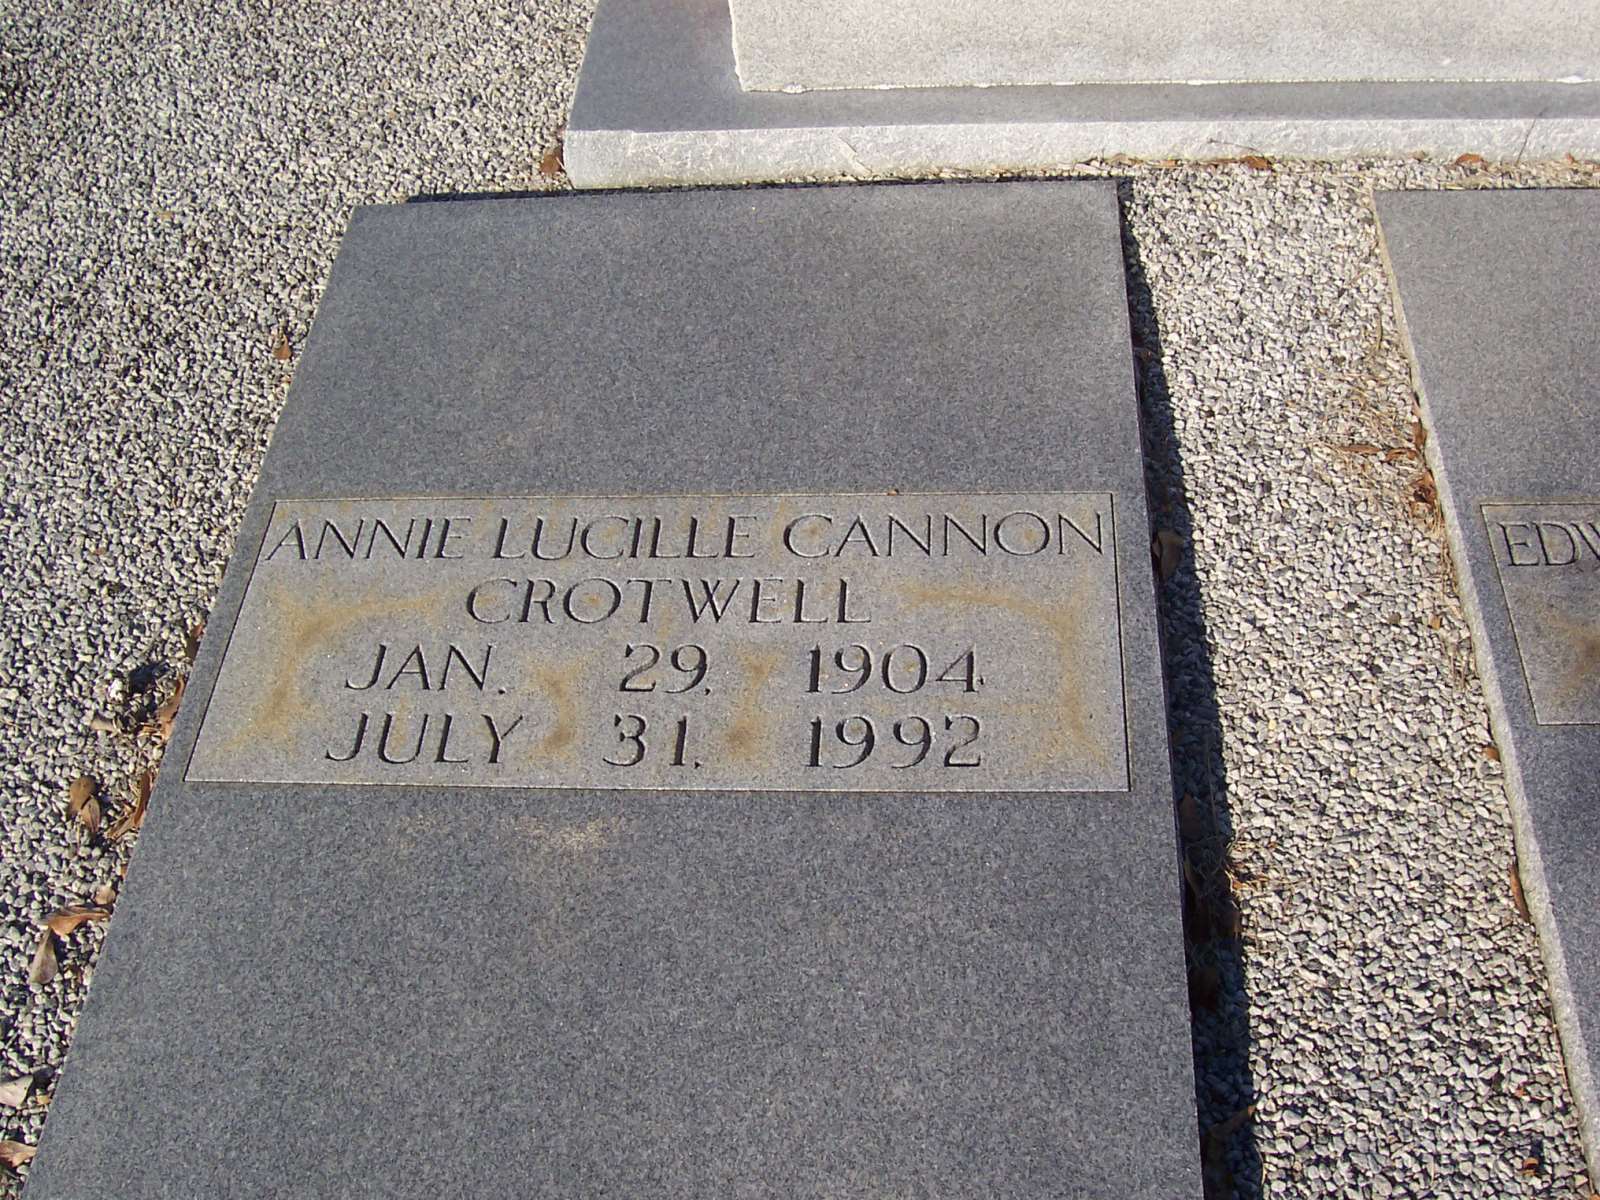 ANNIE LUCILLE CANNON
CROTWELL
JAN. 29, 1904
JULY 31, 1992